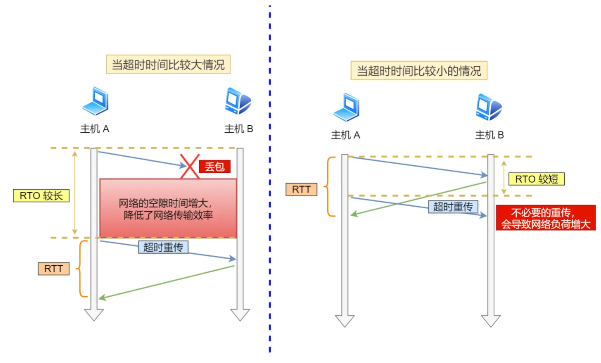 当超时时间比较大情况
主机 A
主机 B
丢包
RTO 较长
网络的空隙时间增大，
降低了网络传输效率
超时重传
RTT
当超时时间比较小的情况
主机 A
主机 B
RTT
RTO 较短
超时重传
不必要的重传，
会导致网络负荷增大